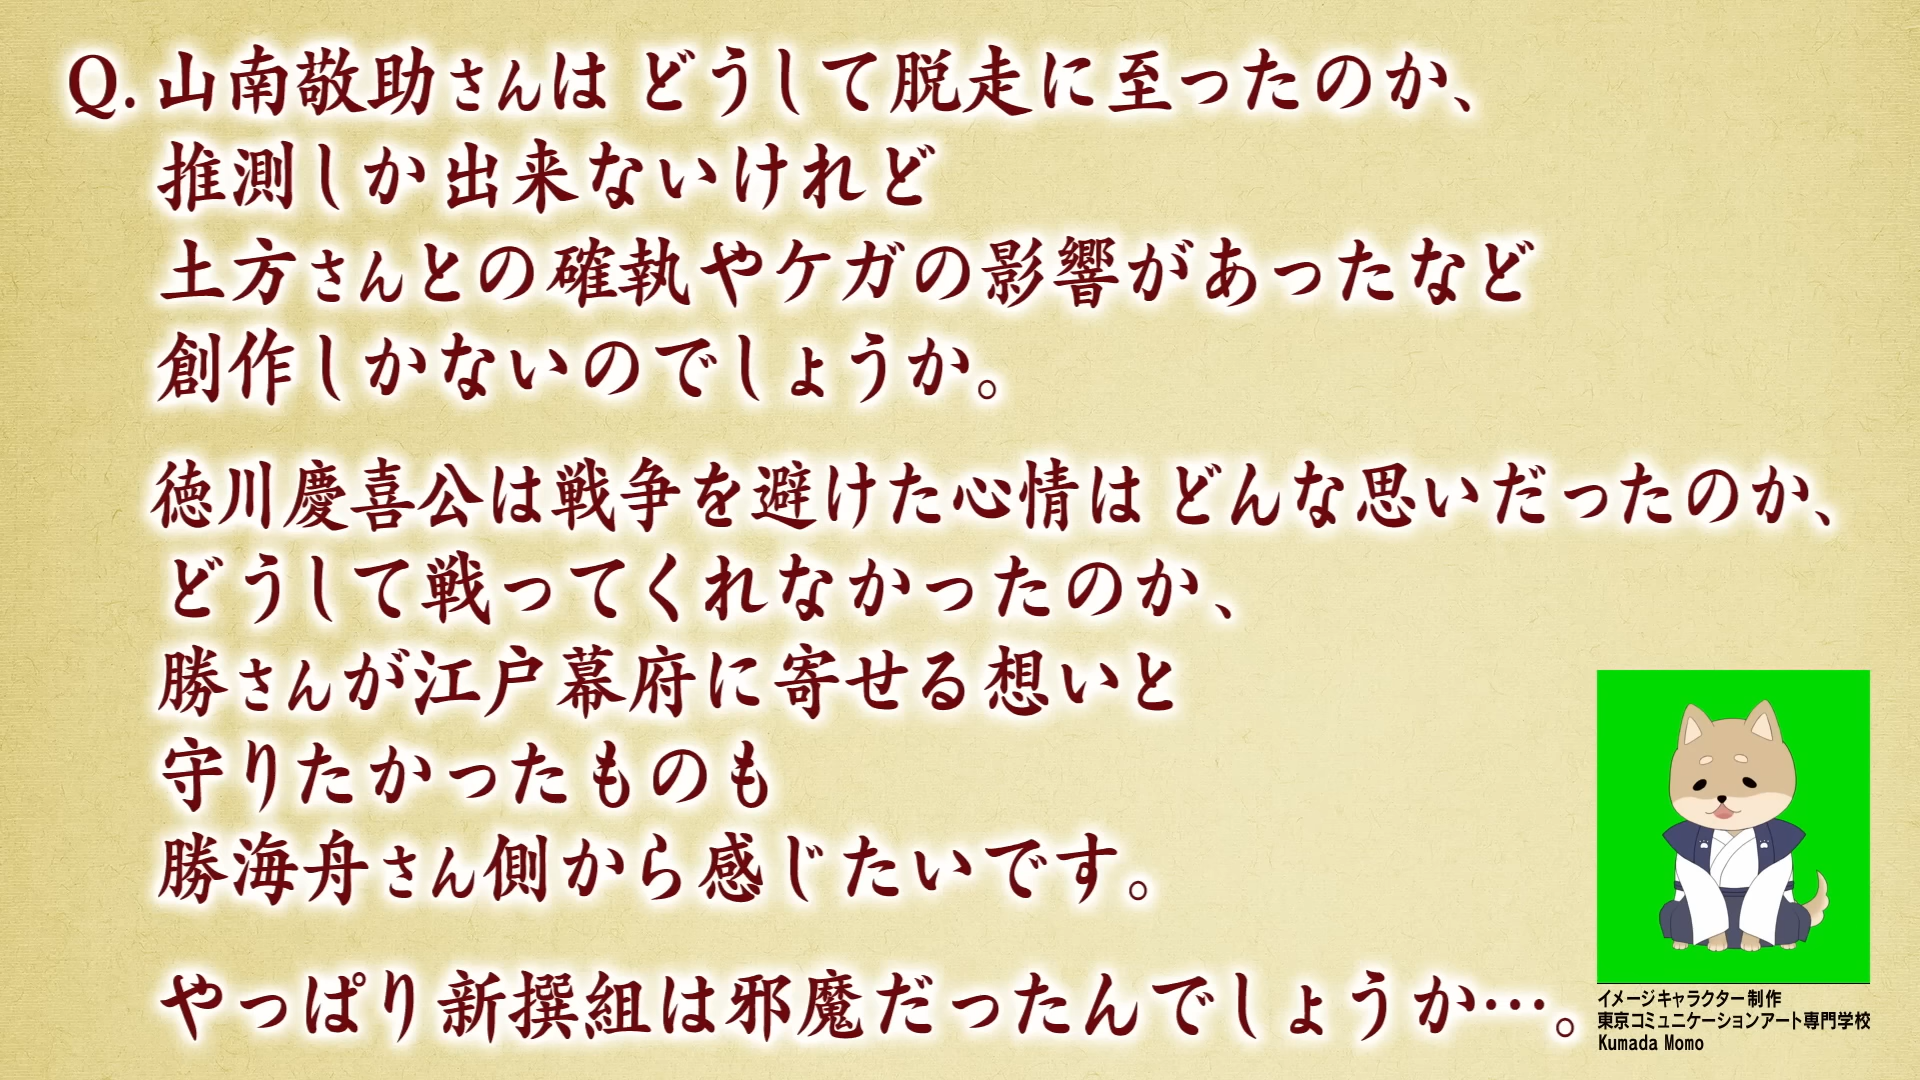 Q. 山南敬助さんは どうして脱走に至ったのか、
推測しか出来ないけれど
土方さんとの確執やケガの影響があったなど
創作しかないのでしょうか。
徳川慶喜公は戦争を避けた心情は どんな思いだったのか、
どうして戦ってくれなかったのか、
勝さんが江戸幕府に寄せる想いと
守りたかったものも
勝海舟さん側から感じたいです。
やっぱり新撰組は邪魔だったんでしょうか…。
イメージキャラクター制作
東京コミュニケーションアート専門学校
Kumada Momo